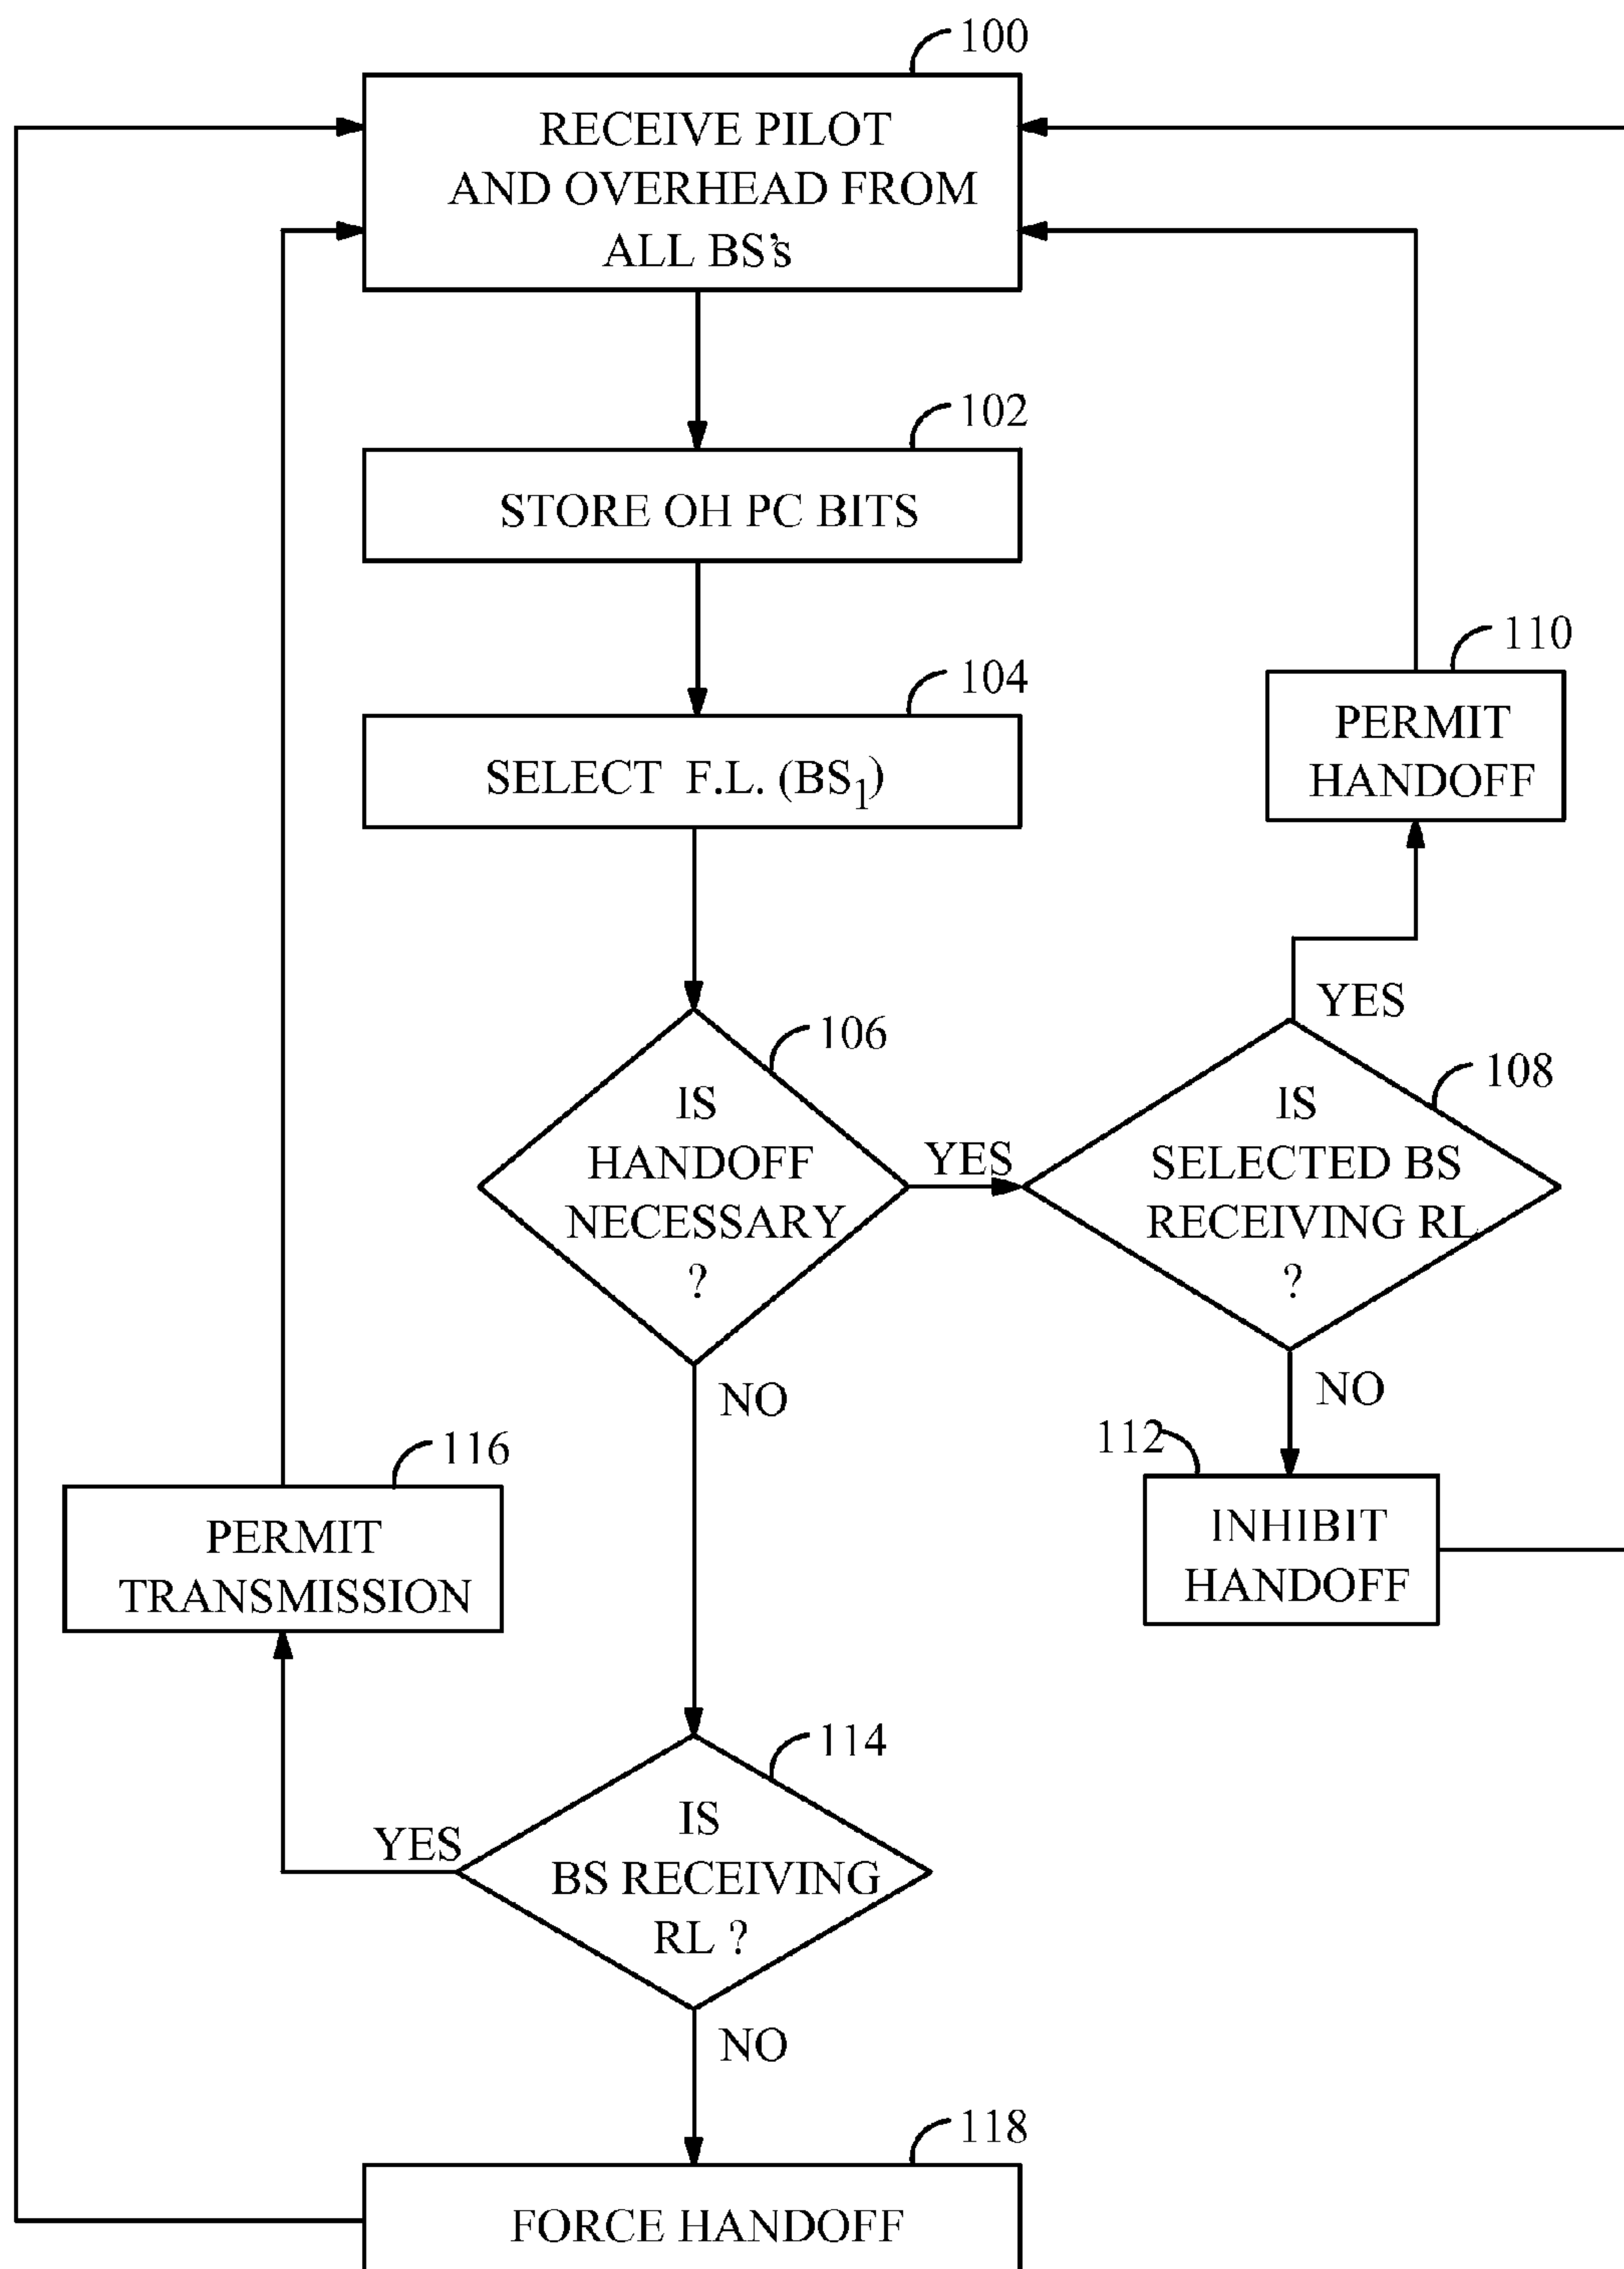 100
RECEIVE PILOT
AND OVERHEAD FROM
ALL BS's
102
STORE OH PC BITS
104
SELECT F.L. (BS1)
110
PERMIT
HANDOFF
106
IS
HANDOFF
NECESSARY
?
YES
NO
108
IS
SELECTED BS
RECEIVING RL
?
YES
NO
112
INHIBIT
HANDOFF
116
PERMIT
TRANSMISSION
114
IS
BS RECEIVING
RL ?
YES
NO
118
FORCE HANDOFF